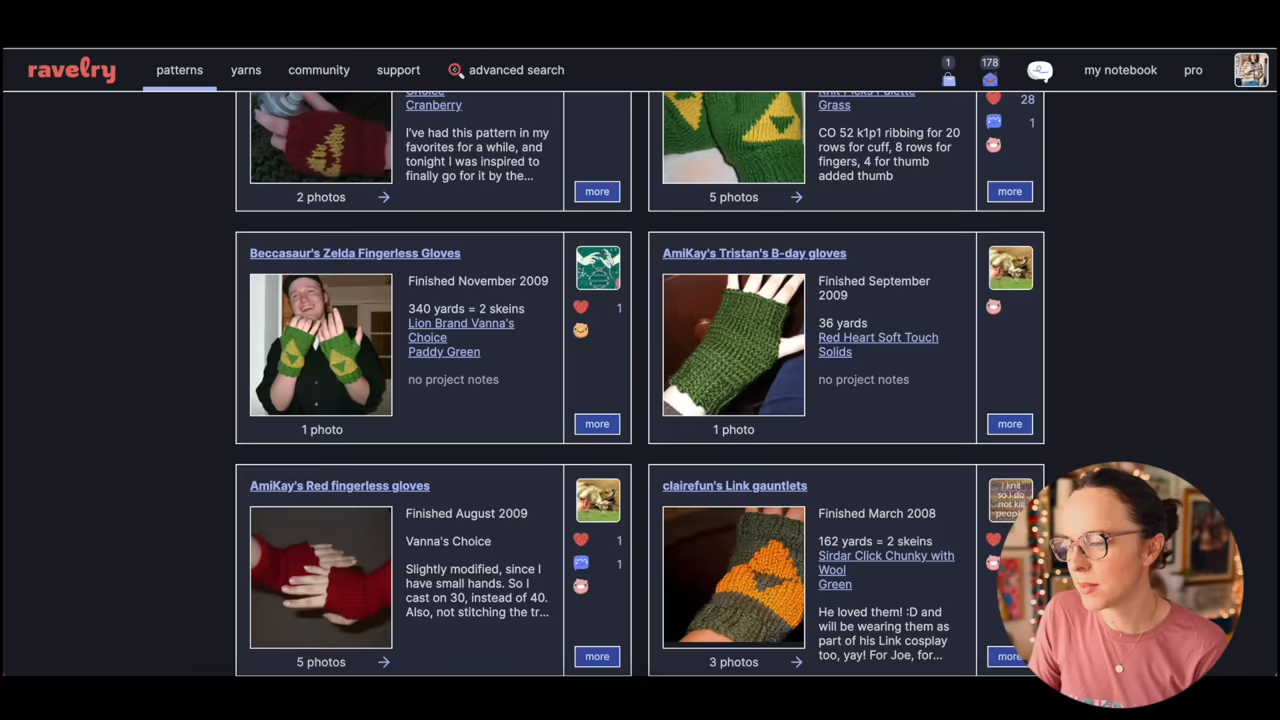 ravelry
patterns
yarns
community
support
advanced search
1
178
my notebook
pro
Cranberry
I've had this pattern in my
favorites for a while, and
tonight I was inspired to
finally go for it by the...
2 photos
more
Grass
CO 52 k1p1 ribbing for 20
rows for cuff, 8 rows for
fingers, 4 for thumb
added thumb
5 photos
28
1
more
Beccasaur's Zelda Fingerless Gloves
Finished November 2009
340 yards = 2 skeins
Lion Brand Vanna's
Choice
Paddy Green
no project notes
1 photo
1
more
AmiKay's Tristan's B-day gloves
Finished September
2009
36 yards
Red Heart Soft Touch
Solids
no project notes
1 photo
more
AmiKay's Red fingerless gloves
Finished August 2009
Vanna's Choice
Slightly modified, since I
have small hands. So I
cast on 30, instead of 40.
Also, not stitching the tr...
5 photos
1
1
more
clairefun's Link gauntlets
Finished March 2008
162 yards = 2 skeins
Sirdar Click Chunky with
Wool
Green
He loved them! :D and
will be wearing them as
part of his Link cosplay
too, yay! For Joe, for...
3 photos
I knit
so I do
not kill
people
more